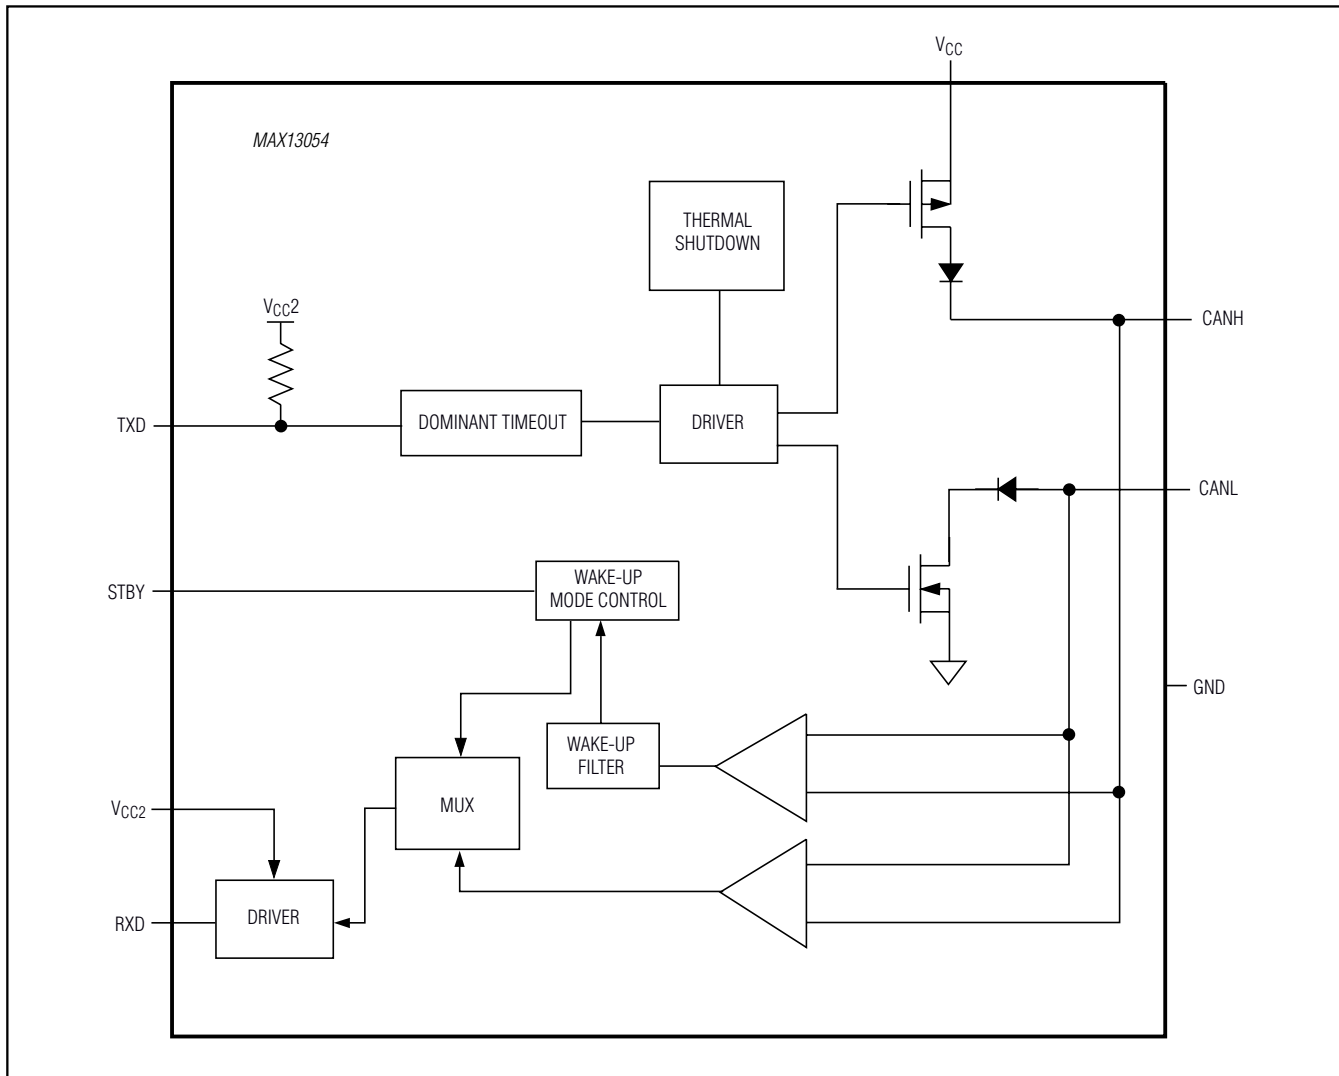 VCC
MAX13054
THERMAL
SHUTDOWN
VCC2
CANH
TXD
DOMINANT TIMEOUT
DRIVER
CANL
STBY
WAKE-UP
MODE CONTROL
GND
WAKE-UP
FILTER
MUX
VCC2
RXD
DRIVER